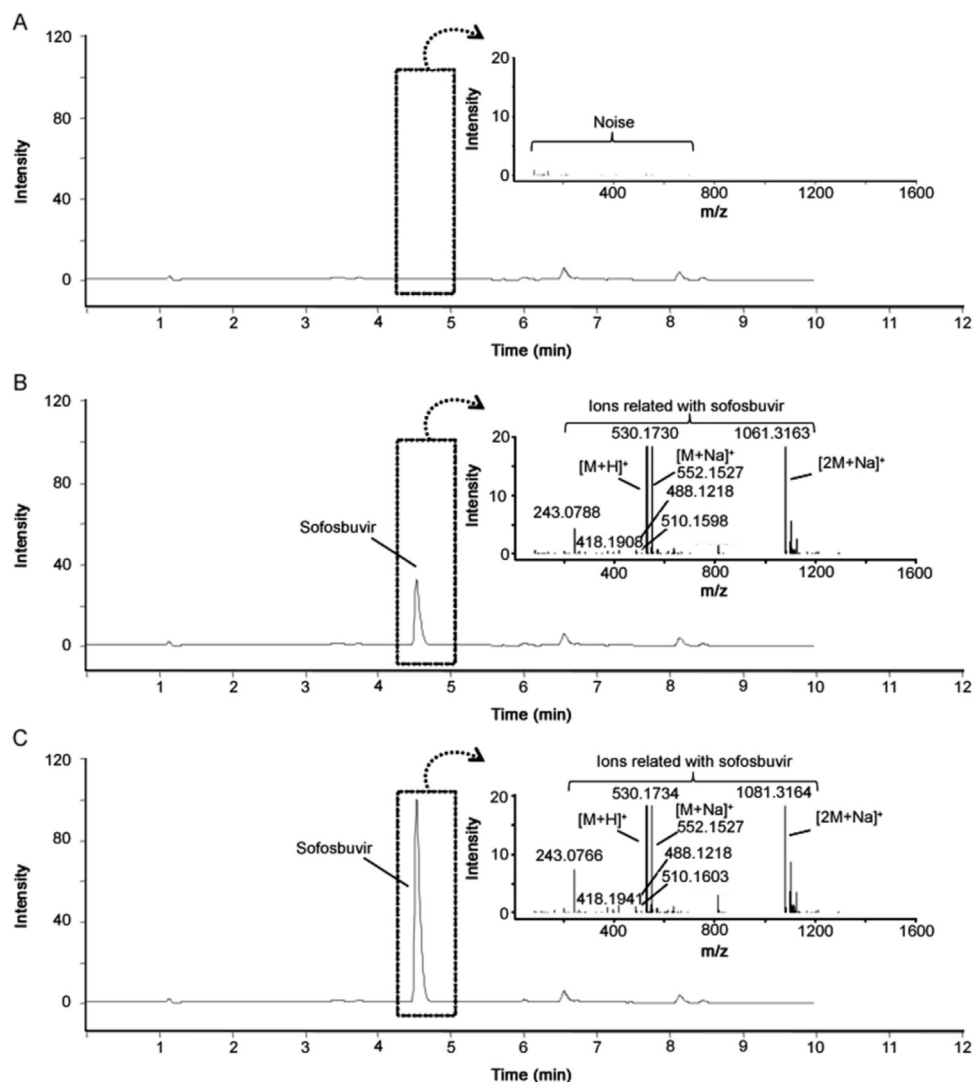 A
120
80
40
0
Intensity
1 2 3 4 5 6 7 8 9 10 11 12
Time (min)
20
10
0
Intensity
Noise
400 800 1200 1600
m/z
B
120
80
40
0
Intensity
Sofosbuvir
1 2 3 4 5 6 7 8 9 10 11 12
Time (min)
Ions related with sofosbuvir
530.1730 1061.3163
20
10
0
Intensity
[M+H]+ [M+Na]+ [2M+Na]+
552.1527
488.1218
243.0788
510.1598
418.1908
400 800 1200 1600
m/z
C
120
80
40
0
Intensity
Sofosbuvir
1 2 3 4 5 6 7 8 9 10 11 12
Time (min)
Ions related with sofosbuvir
530.1734 1081.3164
20
10
0
Intensity
[M+H]+ [M+Na]+ [2M+Na]+
552.1527
488.1218
243.0766
510.1603
418.1941
400 800 1200 1600
m/z